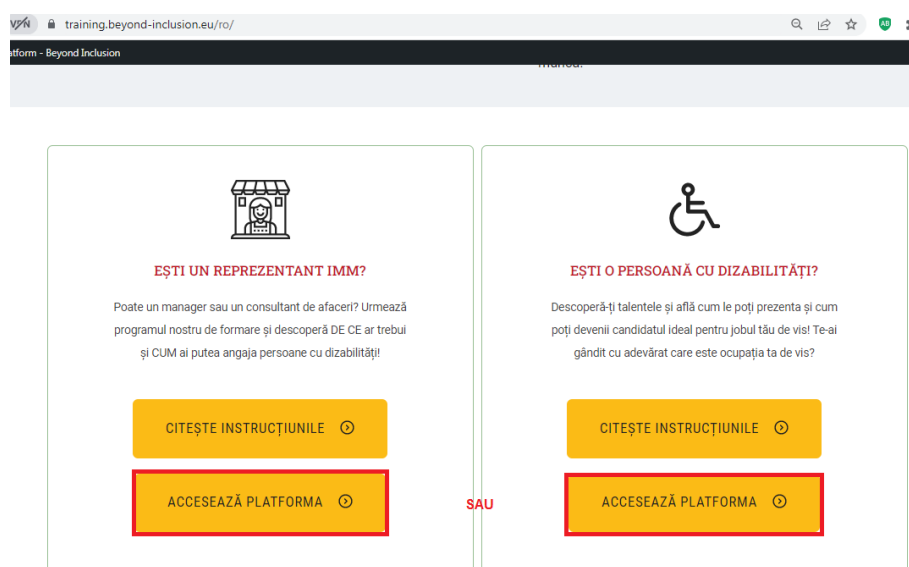 VPN training.beyond-inclusion.eu/ro/
AB
atform - Beyond Inclusion
EȘTI UN REPREZENTANT IMM?
Poate un manager sau un consultant de afaceri? Urmează
programul nostru de formare și descoperă DE CE ar trebui
și CUM ai putea angaja persoane cu dizabilități!
CITEȘTE INSTRUCȚIUNILE
ACCESEAZĂ PLATFORMA
SAU
EȘTI O PERSOANĂ CU DIZABILITĂȚI?
Descoperă-ți talentele și află cum le poți prezenta și cum
poți devenii candidatul ideal pentru jobul tău de vis! Te-ai
gândit cu adevărat care este ocupația ta de vis?
CITEȘTE INSTRUCȚIUNILE
ACCESEAZĂ PLATFORMA